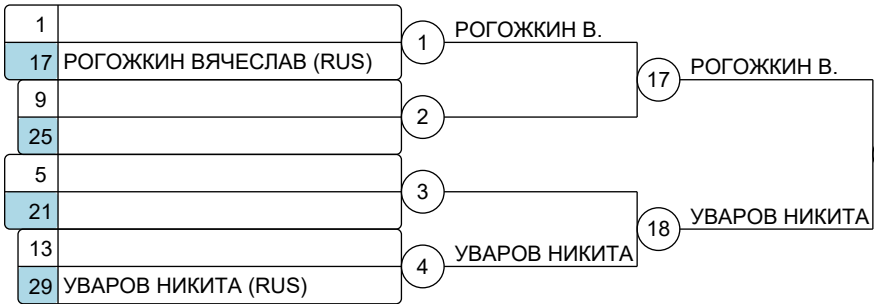 1
17 РОГОЖКИН ВЯЧЕСЛАВ (RUS)
1
РОГОЖКИН В.
9
25
2
17
РОГОЖКИН В.
5
21
3
13
29 УВАРОВ НИКИТА (RUS)
4
УВАРОВ НИКИТА
18
УВАРОВ НИКИТА